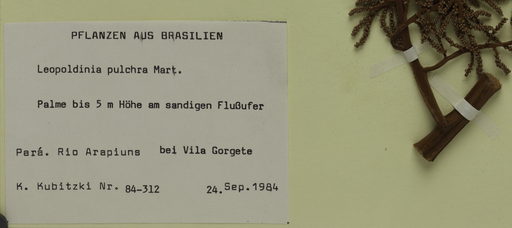 PFLANZEN AUS BRASILIEN
Leopoldinia pulchra Mart.
Palme bis 5 m Höhe am sandigen Flußufer
Pará. Rio Arapiuns bei Vila Gorgete
K. Kubitzki Nr. 84-312 24.Sep.1984